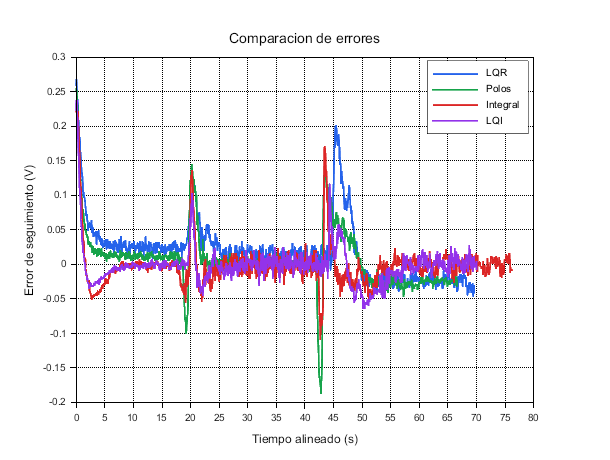 Comparacion de errores
LQR
Polos
Integral
LQI
Error de seguimiento (V)
0.3
0.25
0.2
0.15
0.1
0.05
0
-0.05
-0.1
-0.15
-0.2
0 5 10 15 20 25 30 35 40 45 50 55 60 65 70 75 80
Tiempo alineado (s)